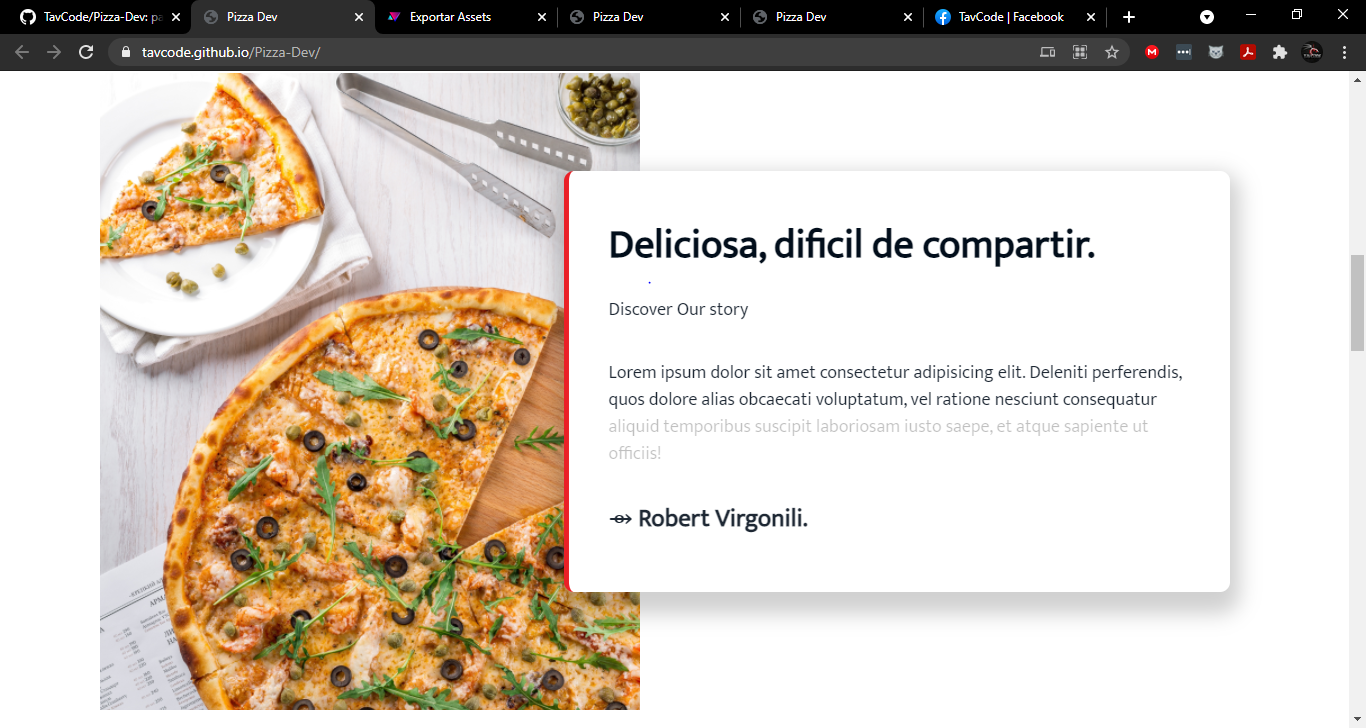 TavCode/Pizza-Dev: pa
Pizza Dev
Exportar Assets
Pizza Dev
Pizza Dev
TavCode | Facebook
tavcode.github.io/Pizza-Dev/
Deliciosa, dificil de compartir.
Discover Our story
Lorem ipsum dolor sit amet consectetur adipisicing elit. Deleniti perferendis,
quos dolore alias obcaecati voluptatum, vel ratione nesciunt consequatur
aliquid temporibus suscipit laboriosam iusto saepe, et atque sapiente ut
officiis!
Robert Virgonili.